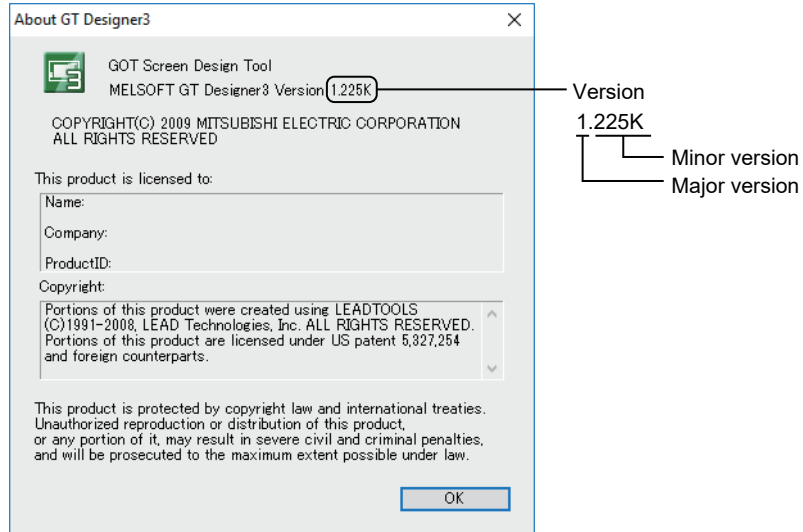 About GT Designer3
GOT Screen Design Tool
MELSOFT GT Designer3 Version 1.225K
COPYRIGHT(C) 2009 MITSUBISHI ELECTRIC CORPORATION
ALL RIGHTS RESERVED
This product is licensed to:
Name:
Company:
ProductID:
Copyright:
Portions of this product were created using LEADTOOLS
(C)1991-2008, LEAD Technologies, Inc. ALL RIGHTS RESERVED.
Portions of this product are licensed under US patent 5,327,254
and foreign counterparts.
This product is protected by copyright law and international treaties.
Unauthorized reproduction or distribution of this product,
or any portion of it, may result in severe civil and criminal penalties,
and will be prosecuted to the maximum extent possible under law.
OK
Version
1.225K
Minor version
Major version